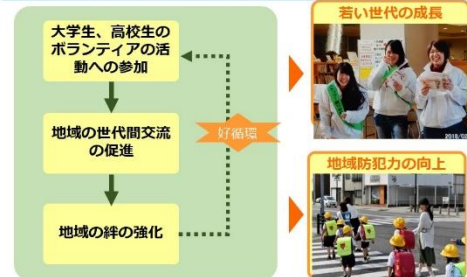 大学生、高校生の
ボランティアの活
動への参加
地域の世代間交流
の促進
地域の絆の強化
好循環
若い世代の成長
地域防犯力の向上